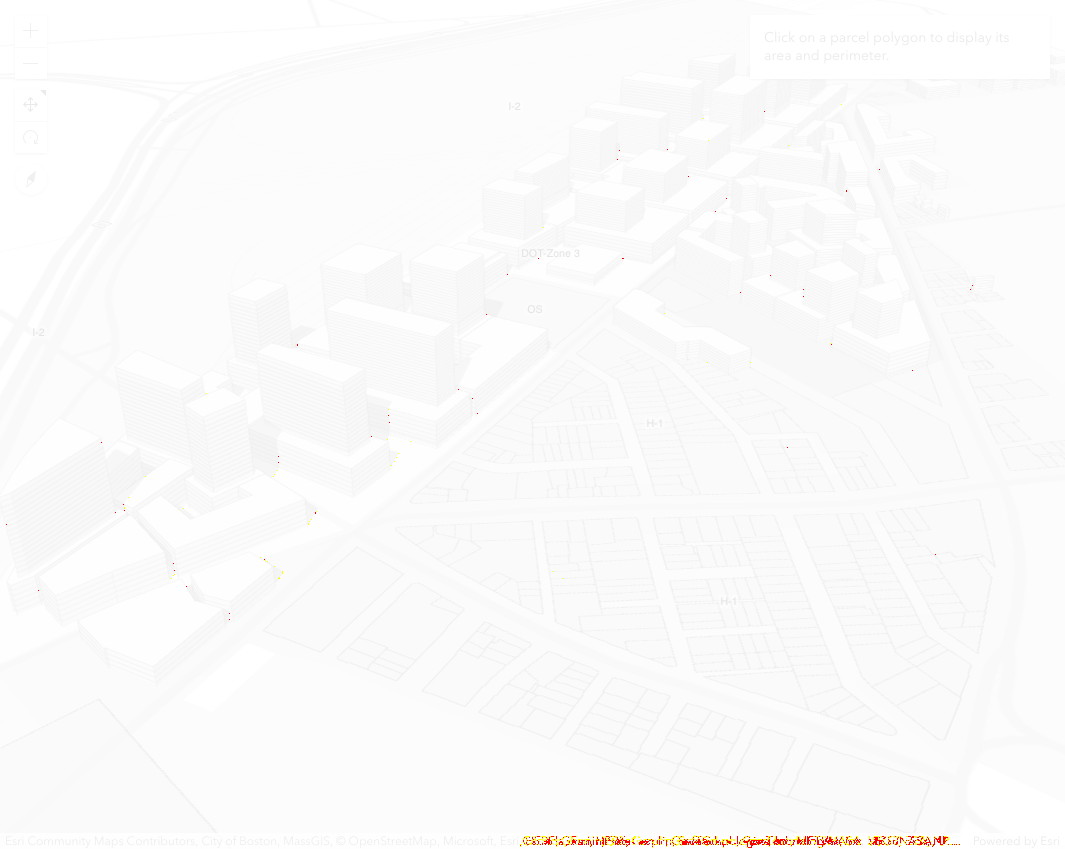 Click on a parcel polygon to display its
area and perimeter.
I-2
DOT-Zone 3
OS
I-2
H-1
H-1
Esri Community Maps Contributors, City of Boston, MassGIS, © OpenStreetMap, Microsoft, Esri
Powered by Esri